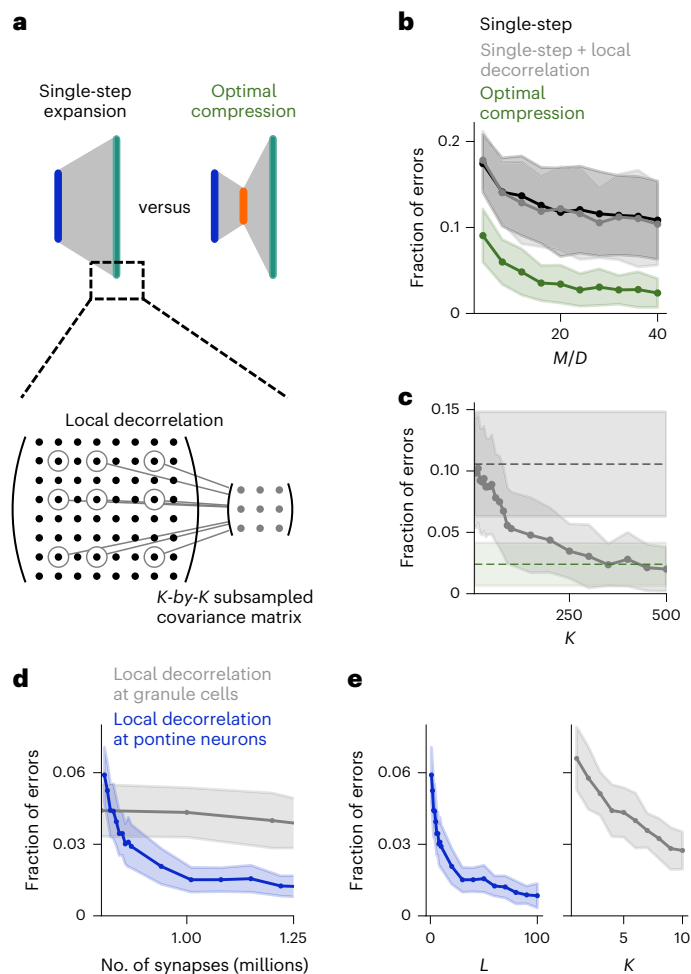 a
Single-step
expansion
Optimal
compression
versus
Local decorrelation
K-by-K subsampled
covariance matrix
b
Single-step
Single-step + local
decorrelation
Optimal
compression
Fraction of errors
0.2
0.1
0
20
40
M/D
c
Fraction of errors
0.15
0.10
0.05
0
250
500
K
d
Local decorrelation
at granule cells
Local decorrelation
at pontine neurons
Fraction of errors
0.06
0.03
0
1.00
1.25
No. of synapses (millions)
e
Fraction of errors
0.06
0.03
0
0
100
L
5
10
K